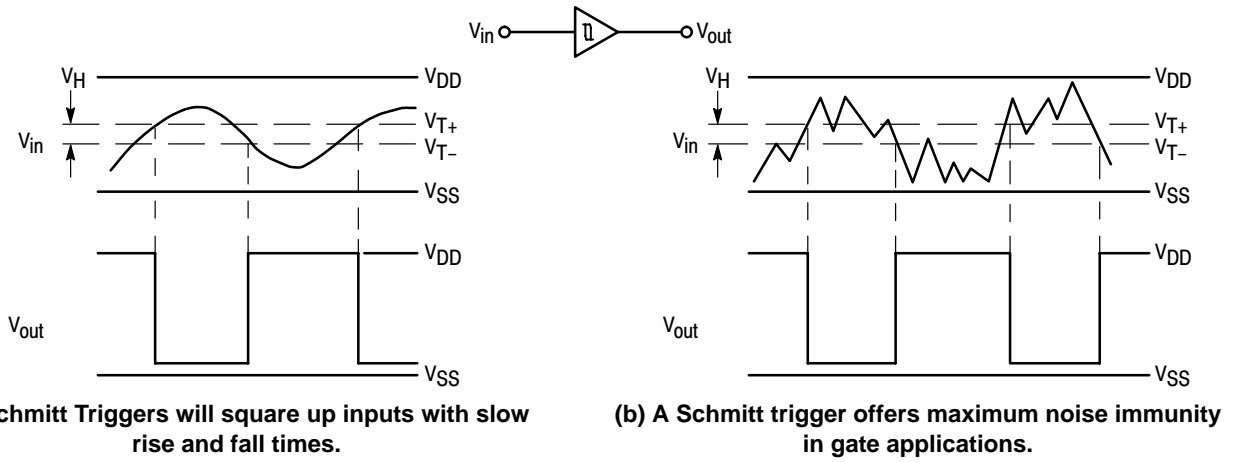 Vin Vout
VH VDD
VT+
Vin
VT–
VSS
VDD
Vout
VSS
chmitt Triggers will square up inputs with slow
rise and fall times.
VH VDD
VT+
Vin
VT–
VSS
VDD
Vout
VSS
(b) A Schmitt trigger offers maximum noise immunity
in gate applications.